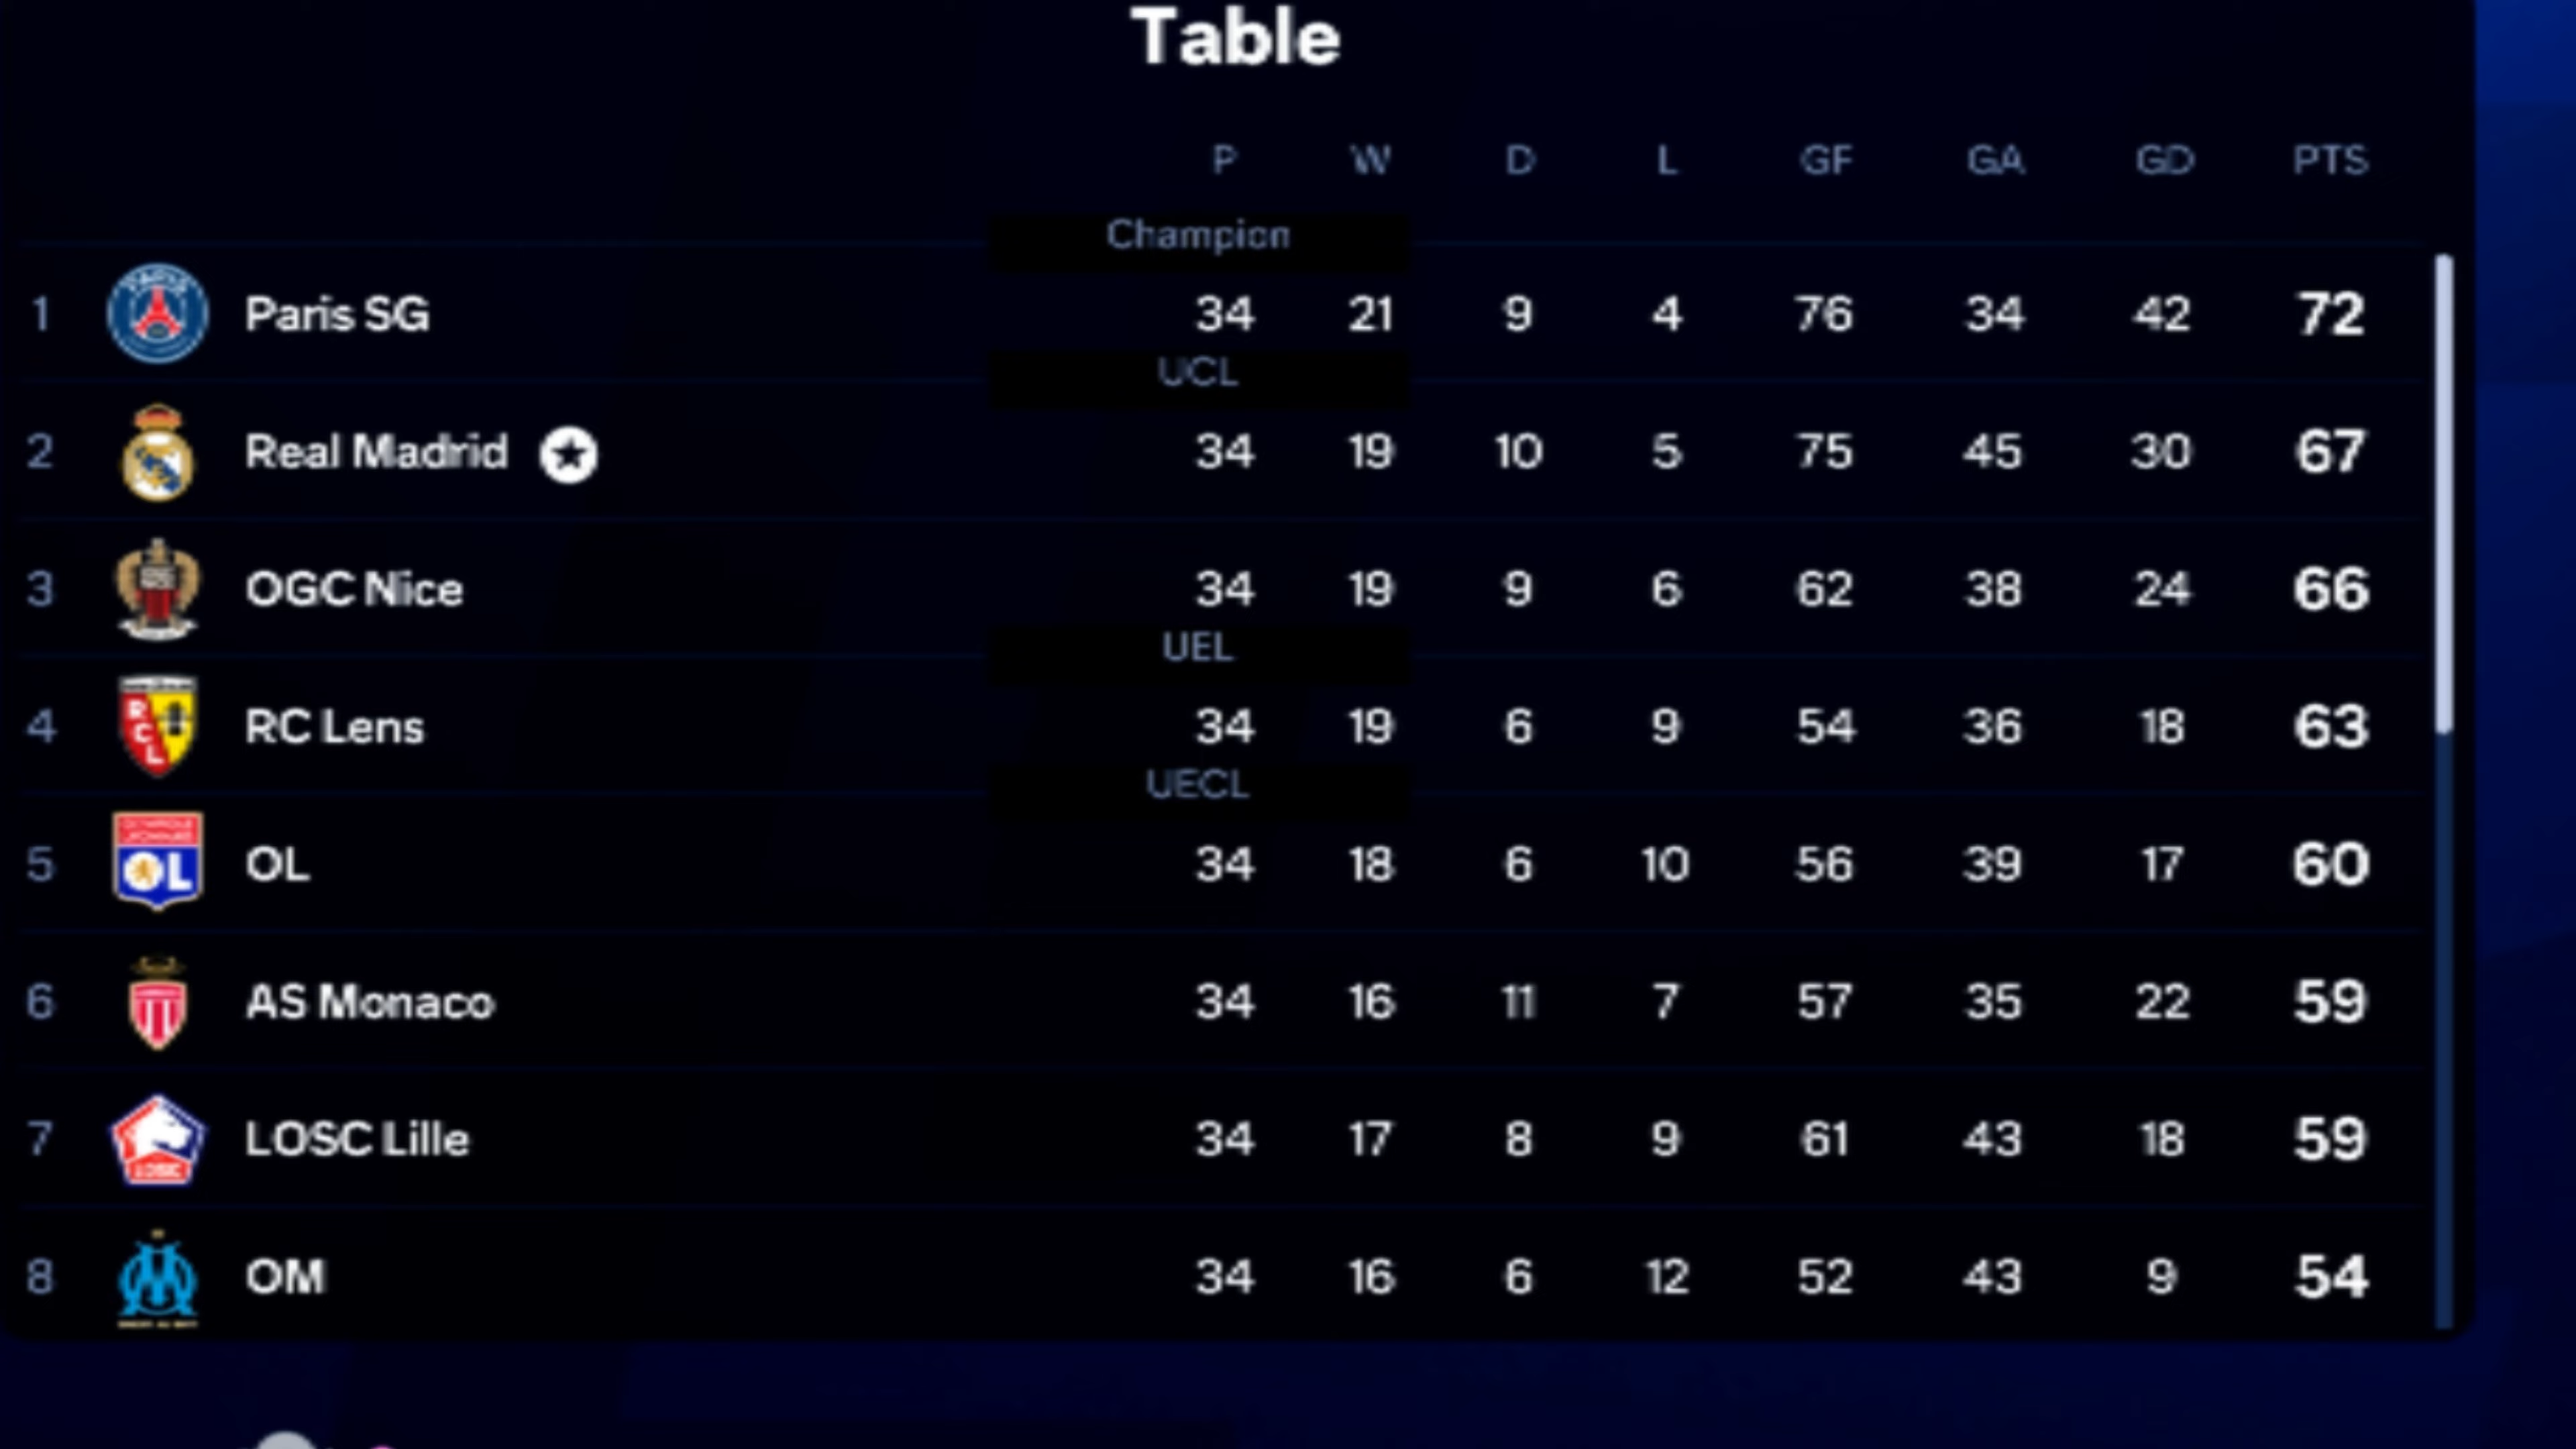 Table
P W D L GF GA GD PTS
Champion
1 Paris SG 34 21 9 4 76 34 42 72
UCL
2 Real Madrid 34 19 10 5 75 45 30 67
3 OGC Nice 34 19 9 6 62 38 24 66
UEL
4 RCL RC Lens 34 19 6 9 54 36 18 63
UECL
5 OL OL 34 18 6 10 56 39 17 60
6 AS Monaco 34 16 11 7 57 35 22 59
7 LOSC LOSC Lille 34 17 8 9 61 43 18 59
8 OM 34 16 6 12 52 43 9 54